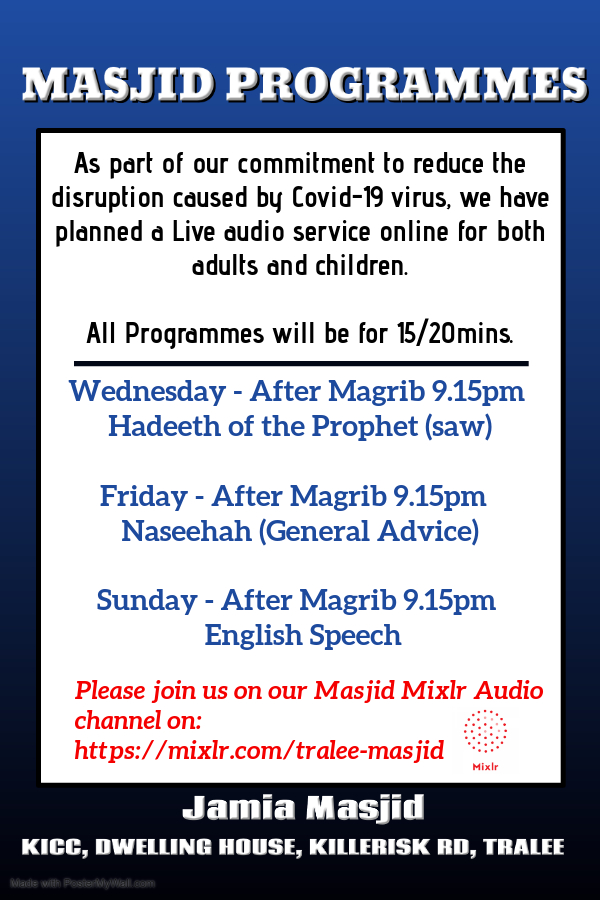 MASJID PROGRAMMES
As part of our commitment to reduce the
disruption caused by Covid-19 virus, we have
planned a Live audio service online for both
adults and children.
All Programmes will be for 15/20mins.
Wednesday - After Magrib 9.15pm
Hadeeth of the Prophet (saw)
Friday - After Magrib 9.15pm
Naseehah (General Advice)
Sunday - After Magrib 9.15pm
English Speech
Please join us on our Masjid Mixlr Audio
channel on:
https://mixlr.com/tralee-masjid
Mixlr
Jamia Masjid
KICC, DWELLING HOUSE, KILLERISK RD, TRALEE
Made with PosterMyWall.com